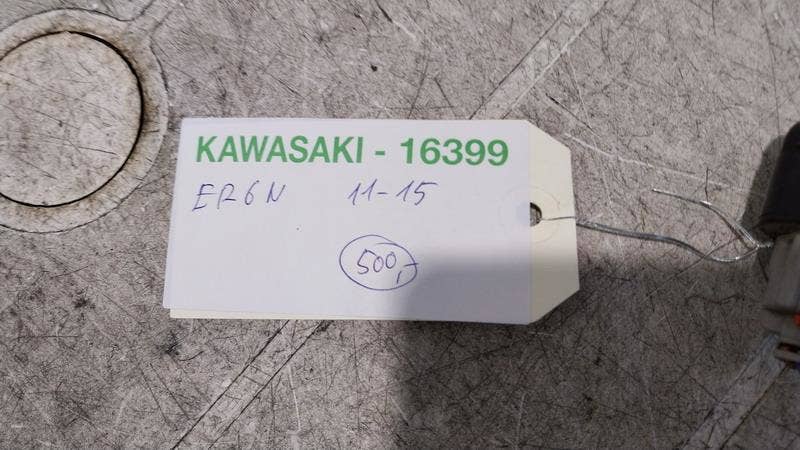 KAWASAKI - 16399
ER6N 11-15
500,-